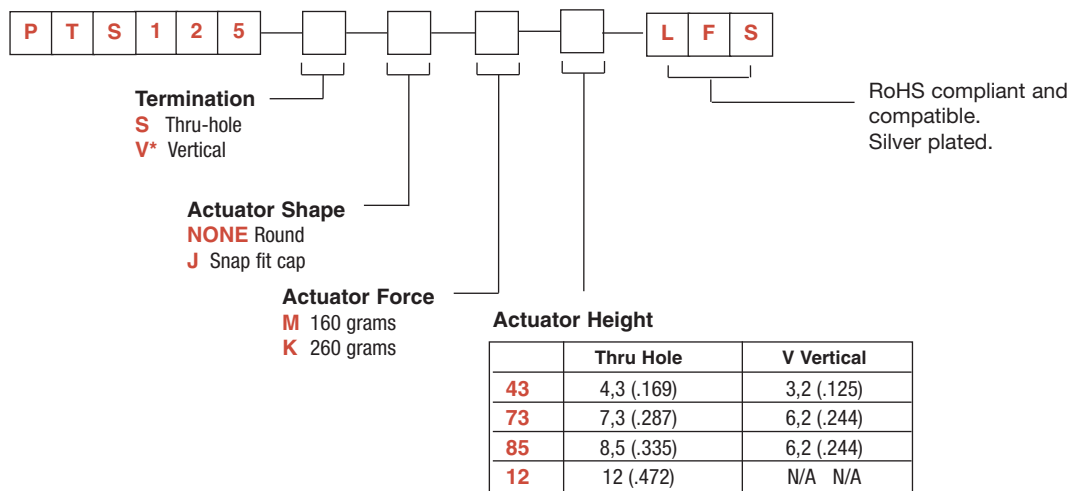 P T S 1 2 5 L F S
Termination
S Thru-hole
V* Vertical
RoHS compliant and
compatible.
Silver plated.
Actuator Shape
NONE Round
J Snap fit cap
Actuator Force
M 160 grams
K 260 grams
Actuator Height
Thru Hole V Vertical
43 4,3 (.169) 3,2 (.125)
73 7,3 (.287) 6,2 (.244)
85 8,5 (.335) 6,2 (.244)
12 12 (.472) N/A N/A